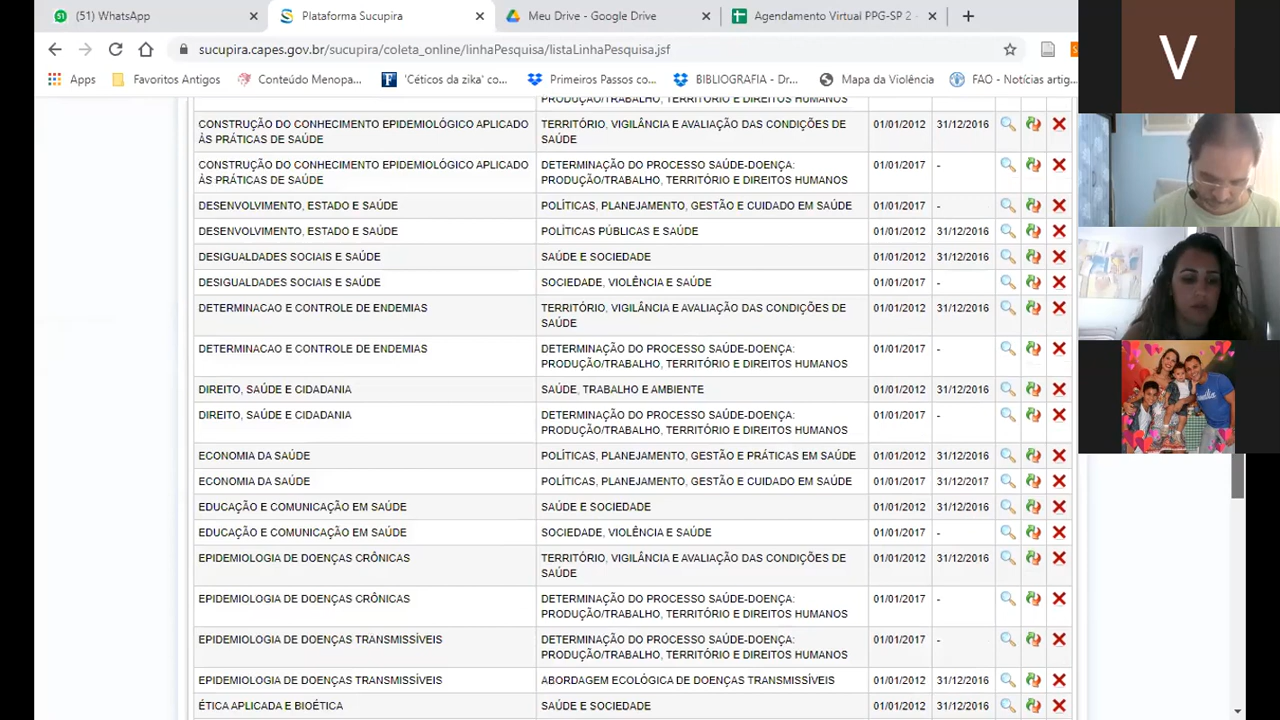 (51) WhatsApp
Plataforma Sucupira
Meu Drive - Google Drive
Agendamento Virtual PPG-SP 2 -
sucupira.capes.gov.br/sucupira/coleta_online/linhaPesquisa/listaLinhaPesquisa.jsf
Apps
Favoritos Antigos
Conteúdo Menopa...
'Céticos da zika' co...
Primeiros Passos co...
BIBLIOGRAFIA - Dr...
Mapa da Violência
FAO - Notícias artig...
V
PRODUÇÃO/TRABALHO, TERRITÓRIO E DIREITOS HUMANOS
CONSTRUÇÃO DO CONHECIMENTO EPIDEMIOLÓGICO APLICADO TERRITÓRIO, VIGILÂNCIA E AVALIAÇÃO DAS CONDIÇÕES DE 01/01/2012 31/12/2016
ÀS PRÁTICAS DE SAÚDE SAÚDE
CONSTRUÇÃO DO CONHECIMENTO EPIDEMIOLÓGICO APLICADO DETERMINAÇÃO DO PROCESSO SAÚDE-DOENÇA: 01/01/2017 -
ÀS PRÁTICAS DE SAÚDE PRODUÇÃO/TRABALHO, TERRITÓRIO E DIREITOS HUMANOS
DESENVOLVIMENTO, ESTADO E SAÚDE POLÍTICAS, PLANEJAMENTO, GESTÃO E CUIDADO EM SAÚDE 01/01/2017 -
DESENVOLVIMENTO, ESTADO E SAÚDE POLÍTICAS PÚBLICAS E SAÚDE 01/01/2012 31/12/2016
DESIGUALDADES SOCIAIS E SAÚDE SAÚDE E SOCIEDADE 01/01/2012 31/12/2016
DESIGUALDADES SOCIAIS E SAÚDE SOCIEDADE, VIOLÊNCIA E SAÚDE 01/01/2017 -
DETERMINACAO E CONTROLE DE ENDEMIAS TERRITÓRIO, VIGILÂNCIA E AVALIAÇÃO DAS CONDIÇÕES DE 01/01/2012 31/12/2016
SAÚDE
DETERMINACAO E CONTROLE DE ENDEMIAS DETERMINAÇÃO DO PROCESSO SAÚDE-DOENÇA: 01/01/2017 -
PRODUÇÃO/TRABALHO, TERRITÓRIO E DIREITOS HUMANOS
DIREITO, SAÚDE E CIDADANIA SAÚDE, TRABALHO E AMBIENTE 01/01/2012 31/12/2016
DIREITO, SAÚDE E CIDADANIA DETERMINAÇÃO DO PROCESSO SAÚDE-DOENÇA: 01/01/2017 -
PRODUÇÃO/TRABALHO, TERRITÓRIO E DIREITOS HUMANOS
ECONOMIA DA SAÚDE POLÍTICAS, PLANEJAMENTO, GESTÃO E PRÁTICAS EM SAÚDE 01/01/2012 31/12/2016
ECONOMIA DA SAÚDE POLÍTICAS, PLANEJAMENTO, GESTÃO E CUIDADO EM SAÚDE 01/01/2017 31/12/2017
EDUCAÇÃO E COMUNICAÇÃO EM SAÚDE SAÚDE E SOCIEDADE 01/01/2012 31/12/2016
EDUCAÇÃO E COMUNICAÇÃO EM SAÚDE SOCIEDADE, VIOLÊNCIA E SAÚDE 01/01/2017 -
EPIDEMIOLOGIA DE DOENÇAS CRÔNICAS TERRITÓRIO, VIGILÂNCIA E AVALIAÇÃO DAS CONDIÇÕES DE 01/01/2012 31/12/2016
SAÚDE
EPIDEMIOLOGIA DE DOENÇAS CRÔNICAS DETERMINAÇÃO DO PROCESSO SAÚDE-DOENÇA: 01/01/2017 -
PRODUÇÃO/TRABALHO, TERRITÓRIO E DIREITOS HUMANOS
EPIDEMIOLOGIA DE DOENÇAS TRANSMISSÍVEIS DETERMINAÇÃO DO PROCESSO SAÚDE-DOENÇA: 01/01/2017 -
PRODUÇÃO/TRABALHO, TERRITÓRIO E DIREITOS HUMANOS
EPIDEMIOLOGIA DE DOENÇAS TRANSMISSÍVEIS ABORDAGEM ECOLÓGICA DE DOENÇAS TRANSMISSÍVEIS 01/01/2012 31/12/2016
ÉTICA APLICADA E BIOÉTICA SAÚDE E SOCIEDADE 01/01/2012 31/12/2016